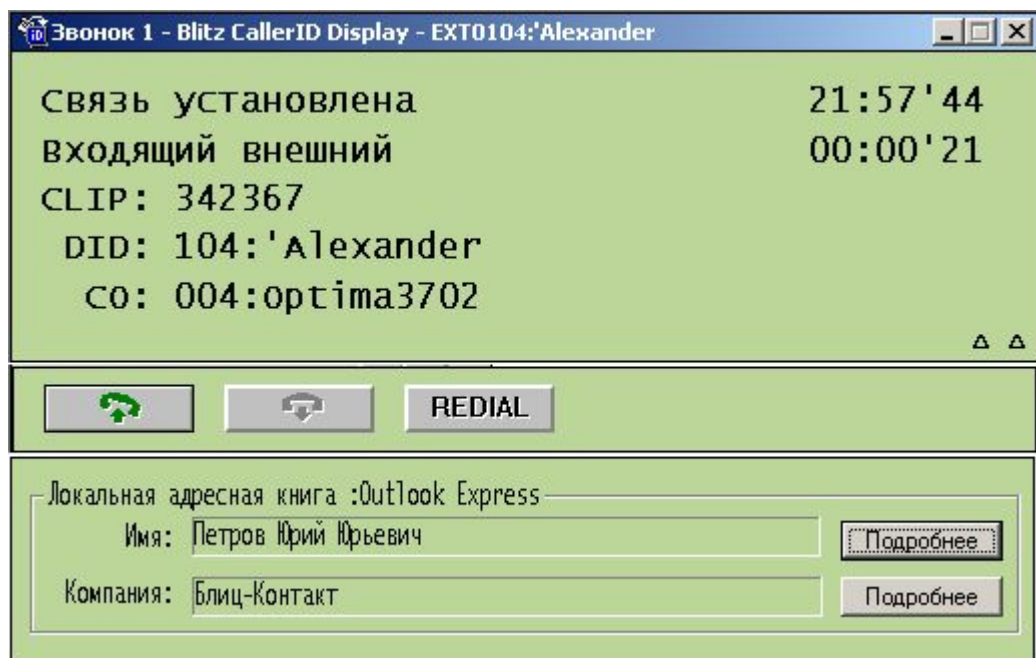 Звонок 1 - Blitz CallerID Display - EXT0104:'Alexander
Связь установлена 21:57'44
Входящий внешний 00:00'21
CLIP: 342367
DID: 104:'Alexander
CO: 004:optima3702
REDIAL
Локальная адресная книга :Outlook Express
Имя: Петров Юрий Юрьевич Подробнее
Компания: Блиц-Контакт Подробнее